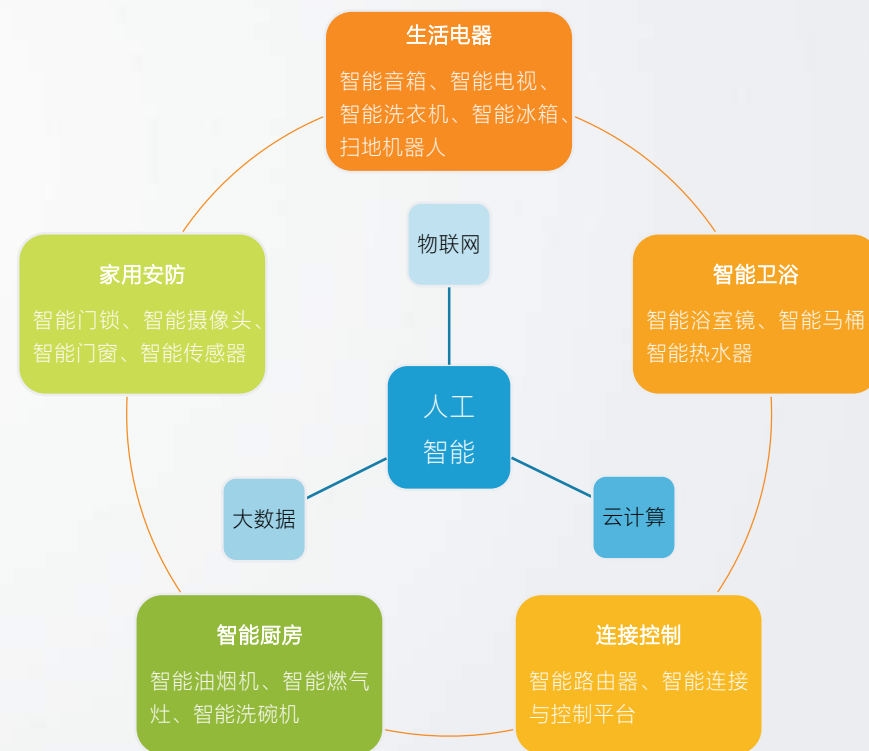 生活电器
智能音箱、智能电视、
智能洗衣机、智能冰箱、
扫地机器人
物联网
家用安防
智能门锁、智能摄像头、
智能门窗、智能传感器
智能卫浴
智能浴室镜、智能马桶
智能热水器
人工
智能
大数据
云计算
智能厨房
智能油烟机、智能燃气
灶、智能洗碗机
连接控制
智能路由器、智能连接
与控制平台